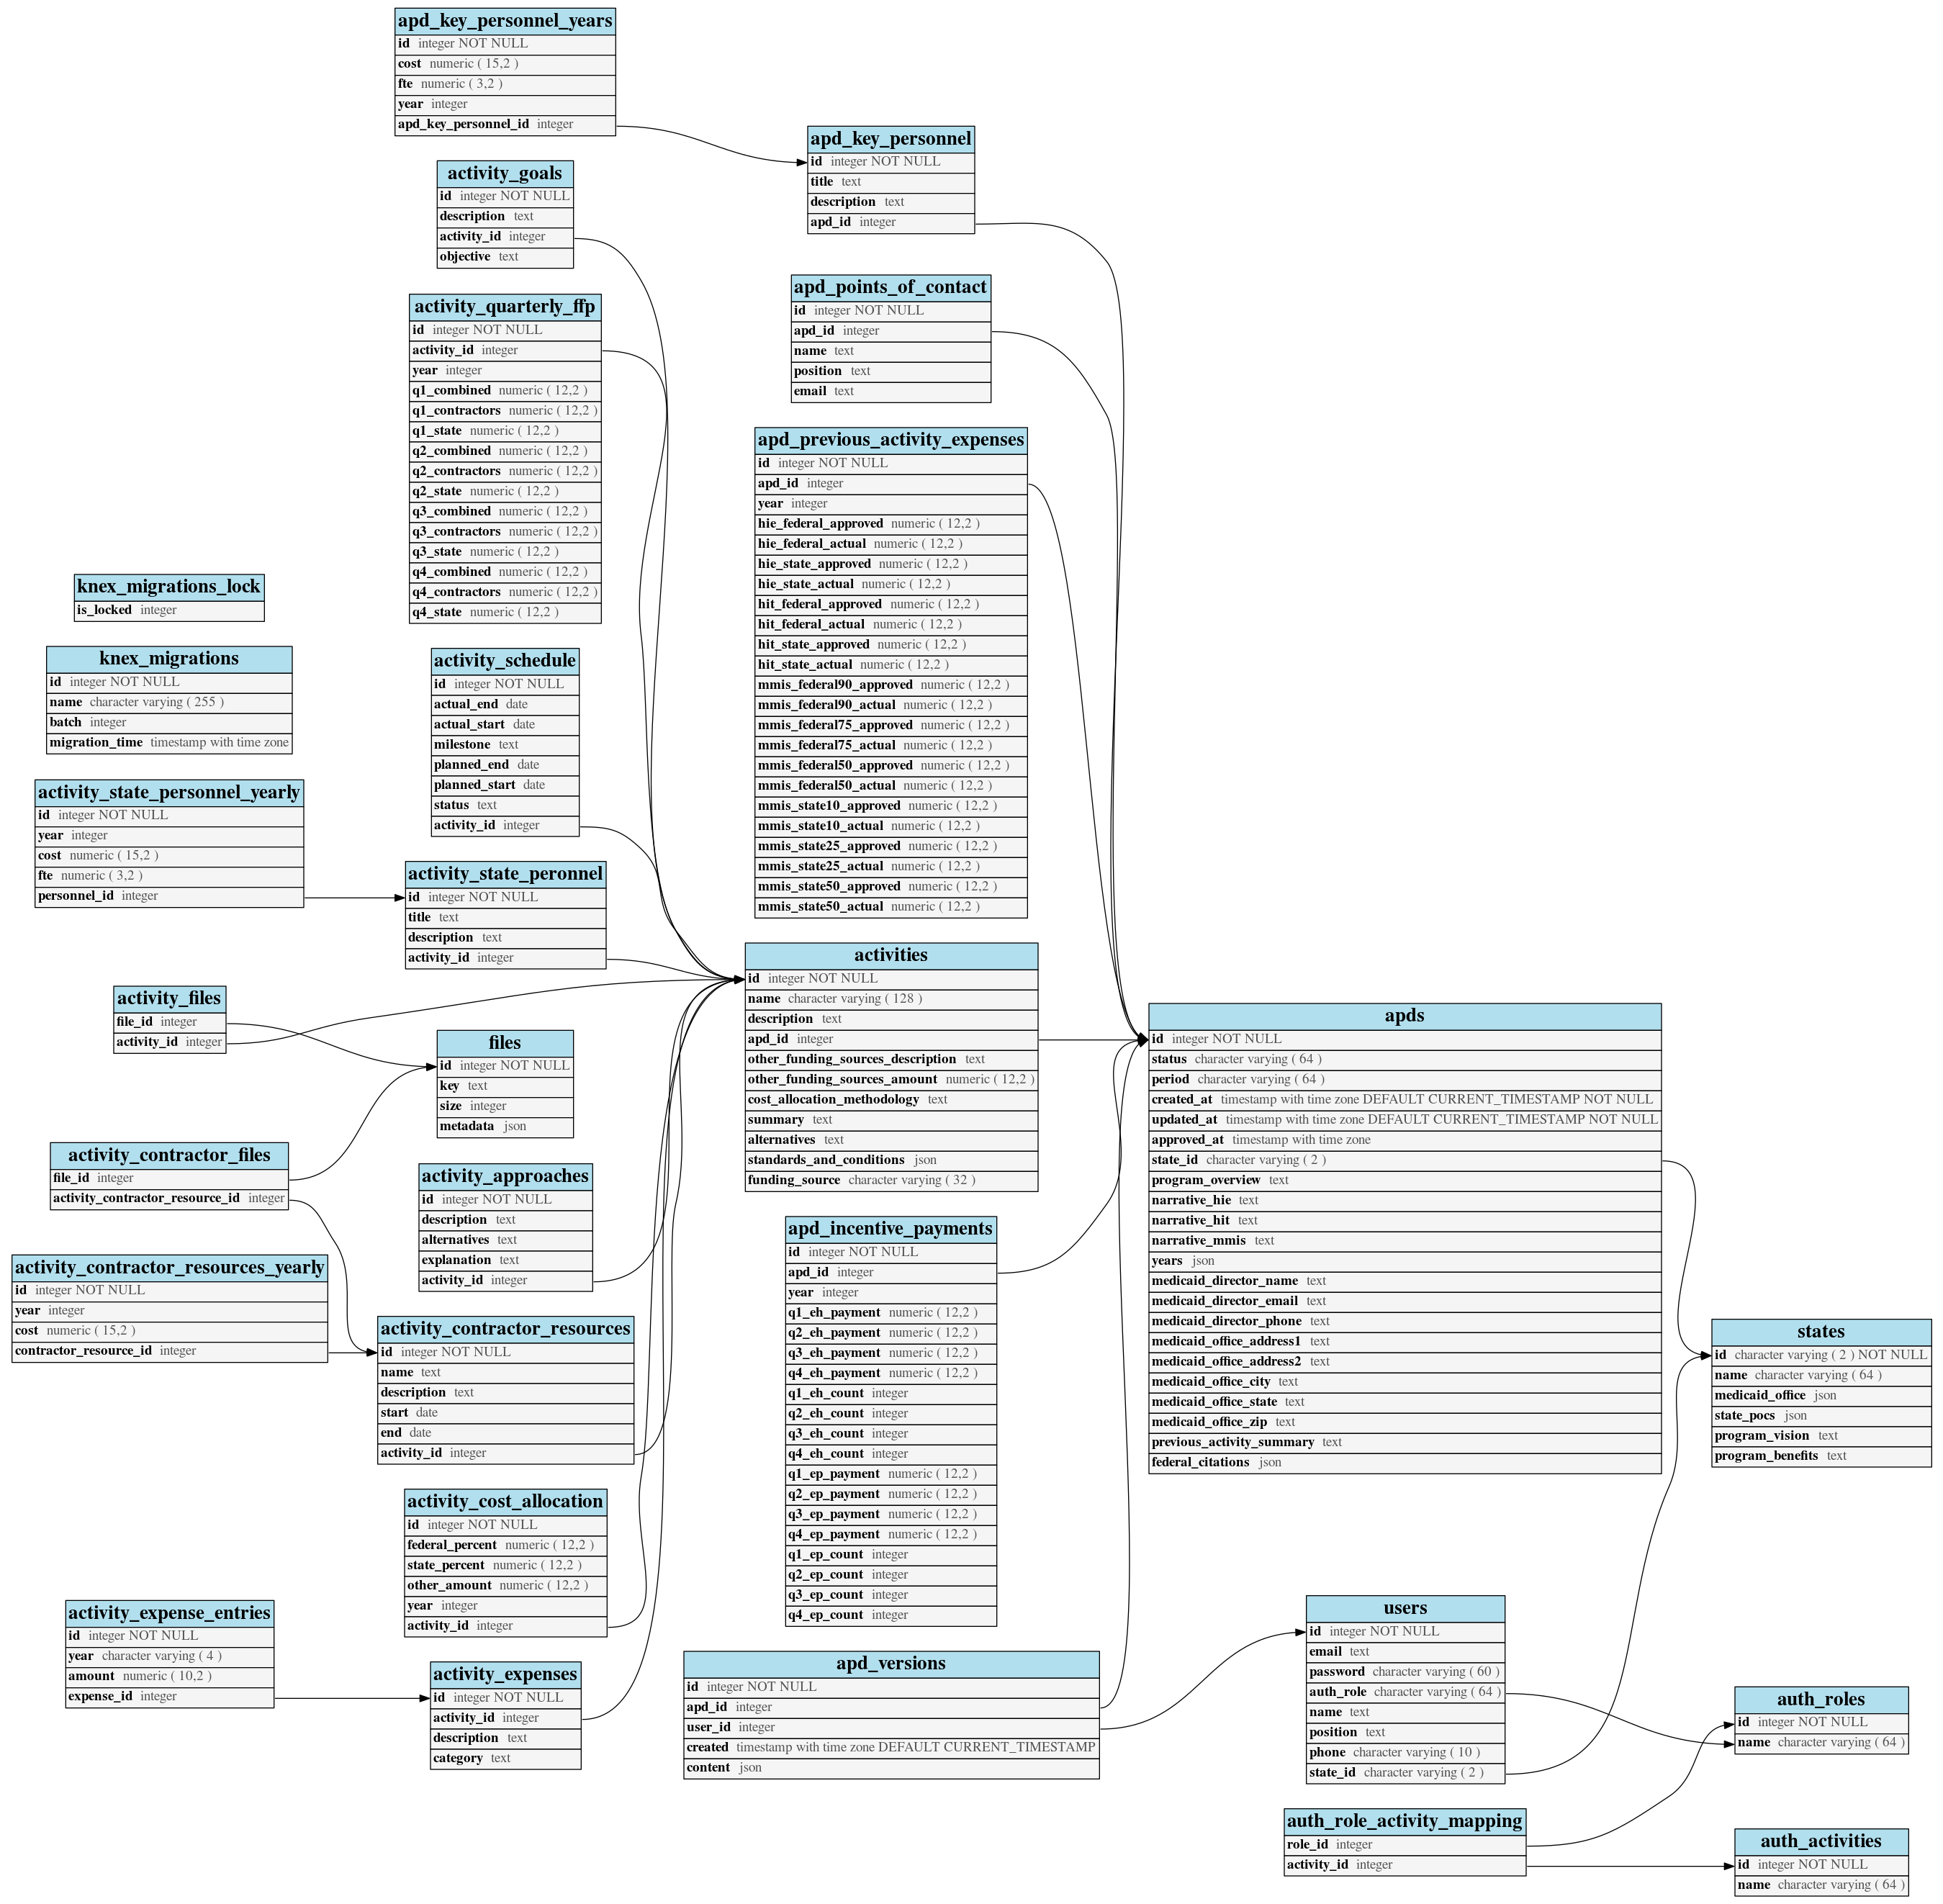 apd_key_personnel_years
id integer NOT NULL
cost numeric ( 15,2 )
fte numeric ( 3,2 )
year integer
apd_key_personnel_id integer
apd_key_personnel
id integer NOT NULL
title text
description text
apd_id integer
activity_goals
id integer NOT NULL
description text
activity_id integer
objective text
apd_points_of_contact
id integer NOT NULL
apd_id integer
name text
position text
email text
activity_quarterly_ffp
id integer NOT NULL
activity_id integer
year integer
q1_combined numeric ( 12,2 )
q1_contractors numeric ( 12,2 )
q1_state numeric ( 12,2 )
q2_combined numeric ( 12,2 )
q2_contractors numeric ( 12,2 )
q2_state numeric ( 12,2 )
q3_combined numeric ( 12,2 )
q3_contractors numeric ( 12,2 )
q3_state numeric ( 12,2 )
q4_combined numeric ( 12,2 )
q4_contractors numeric ( 12,2 )
q4_state numeric ( 12,2 )
apd_previous_activity_expenses
id integer NOT NULL
apd_id integer
year integer
hie_federal_approved numeric ( 12,2 )
hie_federal_actual numeric ( 12,2 )
hie_state_approved numeric ( 12,2 )
hie_state_actual numeric ( 12,2 )
hit_federal_approved numeric ( 12,2 )
hit_federal_actual numeric ( 12,2 )
hit_state_approved numeric ( 12,2 )
hit_state_actual numeric ( 12,2 )
mmis_federal90_approved numeric ( 12,2 )
mmis_federal90_actual numeric ( 12,2 )
mmis_federal75_approved numeric ( 12,2 )
mmis_federal75_actual numeric ( 12,2 )
mmis_federal50_approved numeric ( 12,2 )
mmis_federal50_actual numeric ( 12,2 )
mmis_state10_approved numeric ( 12,2 )
mmis_state10_actual numeric ( 12,2 )
mmis_state25_approved numeric ( 12,2 )
mmis_state25_actual numeric ( 12,2 )
mmis_state50_approved numeric ( 12,2 )
mmis_state50_actual numeric ( 12,2 )
knex_migrations_lock
is_locked integer
knex_migrations
id integer NOT NULL
name character varying ( 255 )
batch integer
migration_time timestamp with time zone
activity_schedule
id integer NOT NULL
actual_end date
actual_start date
milestone text
planned_end date
planned_start date
status text
activity_id integer
activity_state_personnel_yearly
id integer NOT NULL
year integer
cost numeric ( 15,2 )
fte numeric ( 3,2 )
personnel_id integer
activity_state_peronnel
id integer NOT NULL
title text
description text
activity_id integer
activities
id integer NOT NULL
name character varying ( 128 )
description text
apd_id integer
other_funding_sources_description text
other_funding_sources_amount numeric ( 12,2 )
cost_allocation_methodology text
summary text
alternatives text
standards_and_conditions json
funding_source character varying ( 32 )
activity_files
file_id integer
activity_id integer
files
id integer NOT NULL
key text
size integer
metadata json
apds
id integer NOT NULL
status character varying ( 64 )
period character varying ( 64 )
created_at timestamp with time zone DEFAULT CURRENT_TIMESTAMP NOT NULL
updated_at timestamp with time zone DEFAULT CURRENT_TIMESTAMP NOT NULL
approved_at timestamp with time zone
state_id character varying ( 2 )
program_overview text
narrative_hie text
narrative_hit text
narrative_mmis text
years json
medicaid_director_name text
medicaid_director_email text
medicaid_director_phone text
medicaid_office_address1 text
medicaid_office_address2 text
medicaid_office_city text
medicaid_office_state text
medicaid_office_zip text
previous_activity_summary text
federal_citations json
activity_contractor_files
file_id integer
activity_contractor_resource_id integer
activity_approaches
id integer NOT NULL
description text
alternatives text
explanation text
activity_id integer
apd_incentive_payments
id integer NOT NULL
apd_id integer
year integer
q1_eh_payment numeric ( 12,2 )
q2_eh_payment numeric ( 12,2 )
q3_eh_payment numeric ( 12,2 )
q4_eh_payment numeric ( 12,2 )
q1_eh_count integer
q2_eh_count integer
q3_eh_count integer
q4_eh_count integer
q1_ep_payment numeric ( 12,2 )
q2_ep_payment numeric ( 12,2 )
q3_ep_payment numeric ( 12,2 )
q4_ep_payment numeric ( 12,2 )
q1_ep_count integer
q2_ep_count integer
q3_ep_count integer
q4_ep_count integer
activity_contractor_resources_yearly
id integer NOT NULL
year integer
cost numeric ( 15,2 )
contractor_resource_id integer
activity_contractor_resources
id integer NOT NULL
name text
description text
start date
end date
activity_id integer
states
id character varying ( 2 ) NOT NULL
name character varying ( 64 )
medicaid_office json
state_pocs json
program_vision text
program_benefits text
activity_cost_allocation
id integer NOT NULL
federal_percent numeric ( 12,2 )
state_percent numeric ( 12,2 )
other_amount numeric ( 12,2 )
year integer
activity_id integer
activity_expense_entries
id integer NOT NULL
year character varying ( 4 )
amount numeric ( 10,2 )
expense_id integer
activity_expenses
id integer NOT NULL
activity_id integer
description text
category text
apd_versions
id integer NOT NULL
apd_id integer
user_id integer
created timestamp with time zone DEFAULT CURRENT_TIMESTAMP
content json
users
id integer NOT NULL
email text
password character varying ( 60 )
auth_role character varying ( 64 )
name text
position text
phone character varying ( 10 )
state_id character varying ( 2 )
auth_roles
id integer NOT NULL
name character varying ( 64 )
auth_role_activity_mapping
role_id integer
activity_id integer
auth_activities
id integer NOT NULL
name character varying ( 64 )